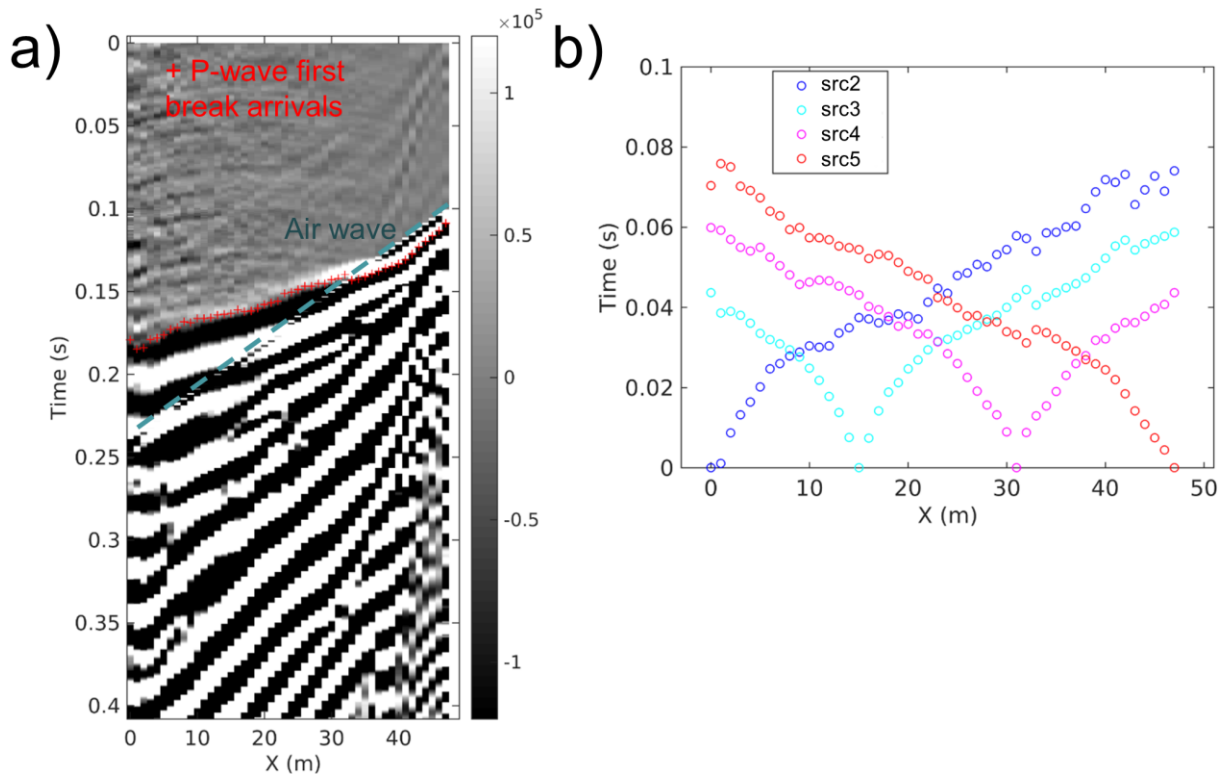 a)
×10⁵
0
0.05
0.1
0.15
0.2
0.25
0.3
0.35
0.4
Time (s)
+ P-wave first
break arrivals
Air wave
0 10 20 30 40
X (m)
1
0.5
0
-0.5
-1
b)
0.1
0.08
0.06
0.04
0.02
0
Time (s)
src2
src3
src4
src5
0 10 20 30 40 50
X (m)